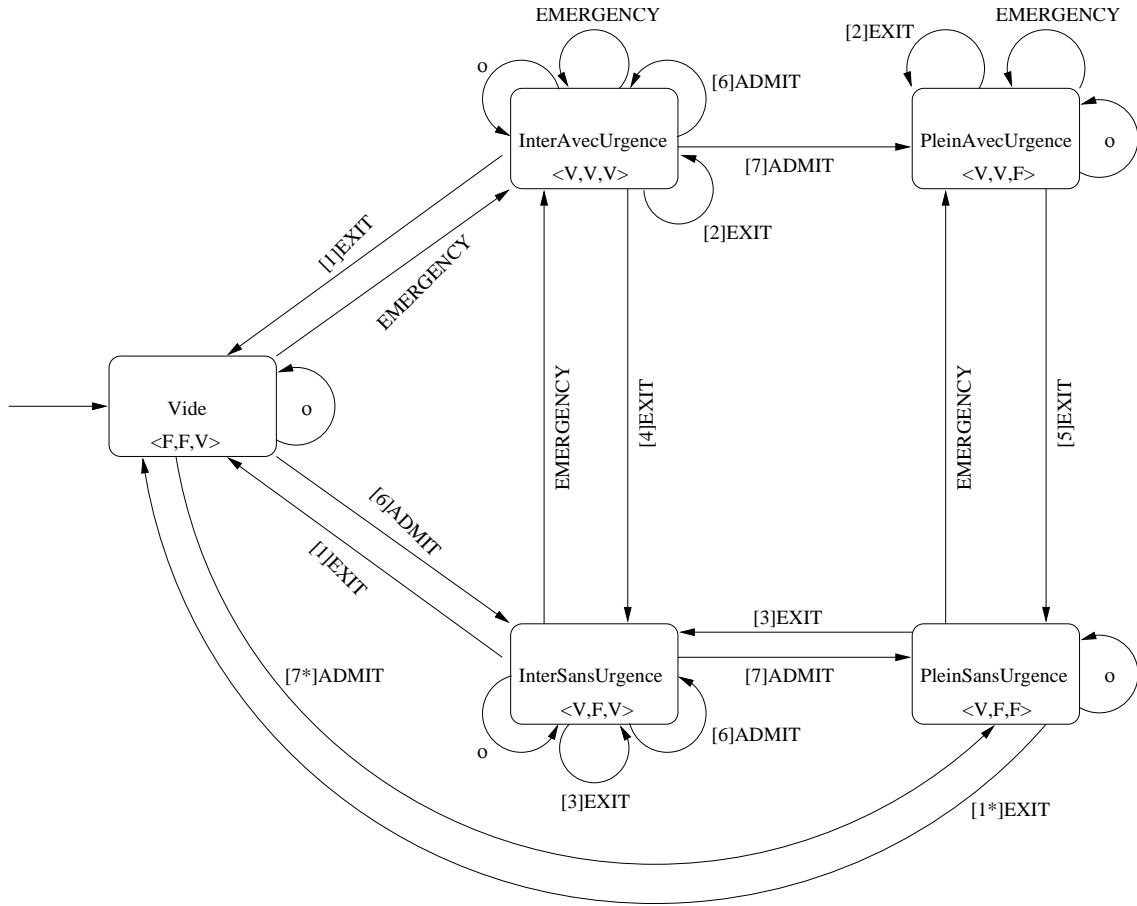 EMERGENCY
EMERGENCY
[2]EXIT
o
[6]ADMIT
InterAvecUrgence
<V,V,V>
PleinAvecUrgence
<V,V,F>
o
[7]ADMIT
[2]EXIT
[1]EXIT
EMERGENCY
Vide
<F,F,V>
o
EMERGENCY
[4]EXIT
EMERGENCY
[5]EXIT
[6]ADMIT
[1]EXIT
[3]EXIT
[7*]ADMIT
InterSansUrgence
<V,F,V>
[7]ADMIT
PleinSansUrgence
<V,F,F>
o
o
[6]ADMIT
[3]EXIT
[1*]EXIT